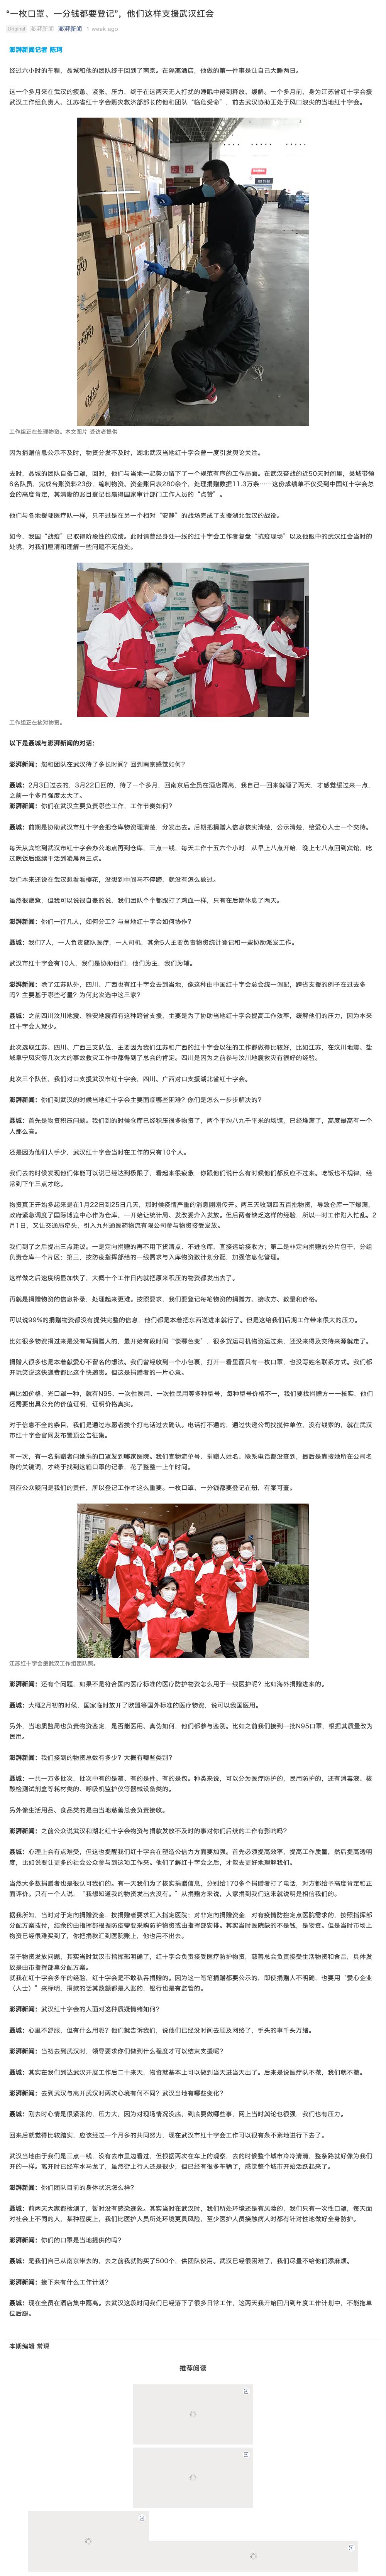 “一枚口罩、一分钱都要登记”，他们这样支援武汉红会
Original 澎湃新闻 澎湃新闻 1 week ago
澎湃新闻记者 陈珂
经过六小时的车程，聂城和他的团队终于回到了南京。在隔离酒店，他做的第一件事是让自己大睡两日。
这一个多月来在武汉的疲惫、紧张、压力，终于在这两天无人打扰的睡眠中得到释放、缓解。一个多月前，身为江苏省红十字会援
武汉工作组负责人、江苏省红十字会赈灾救济部部长的他和团队“临危受命”，前去武汉协助正处于风口浪尖的当地红十字会。
工作组正在处理物资。本文图片 受访者提供
因为捐赠信息公示不及时，物资分发不及时，湖北武汉当地红十字会曾一度引发舆论关注。
去时，聂城的团队自备口罩，回时，他们与当地一起努力留下了一个规范有序的工作局面。在武汉奋战的近50天时间里，聂城带领
6名队员，完成台账资料23份，编制物资、资金账目表280余个，处理捐赠数据11.3万条⋯⋯这份成绩单不仅受到中国红十字会总
会的高度肯定，其清晰的账目登记也赢得国家审计部门工作人员的“点赞”。
他们与各地援鄂医疗队一样，只不过是在另一个相对“安静”的战场完成了支援湖北武汉的战役。
如今，我国“战疫”已取得阶段性的成绩。此时请曾经身处一线的红十字会工作者复盘“抗疫现场”以及他眼中的武汉红会当时的
处境，对我们厘清和理解一些问题不无益处。
工作组正在核对物资。
以下是聂城与澎湃新闻的对话：
澎湃新闻：您和团队在武汉待了多长时间？回到南京感觉如何？
聂城：2月3日过去的，3月22日回的，待了一个多月，回南京后全员在酒店隔离，我自己一回来就睡了两天，才感觉缓过来一点，
之前一个多月强度太大了。
澎湃新闻：你们在武汉主要负责哪些工作，工作节奏如何？
聂城：前期是协助武汉市红十字会把仓库物资理清楚，分发出去。后期把捐赠人信息核实清楚，公示清楚，给爱心人士一个交待。
每天从宾馆到武汉市红十字会办公地点再到仓库，三点一线，每天工作十五六个小时，从早上八点开始，晚上七八点回到宾馆，吃
过晚饭后继续干活到凌晨两三点。
我们本来还说在武汉想看看樱花，没想到中间马不停蹄，就没有怎么歇过。
虽然很疲惫，但我可以说很自豪的说，我们团队个个都跟打了鸡血一样，只有在后期休息了两天。
澎湃新闻：你们一行几人，如何分工？与当地红十字会如何协作？
聂城：我们7人，一人负责随队医疗，一人司机，其余5人主要负责物资统计登记和一些协助派发工作。
武汉市红十字会有10人，我们是协助他们，他们为主，我们为辅。
澎湃新闻：除了江苏队外，四川、广西也有红十字会去到当地，像这种由中国红十字会总会统一调配，跨省支援的例子在过去多
吗？主要基于哪些考量？为何此次选中这三家？
聂城：之前四川汶川地震、雅安地震都有这种跨省支援，主要是为了协助当地红十字会提高工作效率，缓解他们的压力，因为本来
红十字会人就少。
此次选取江苏、四川、广西三支队伍，主要因为我们江苏和广西的红十字会以往的工作都做得比较好，比如江苏，在汶川地震、盐
城阜宁风灾等几次大的事故救灾工作中都得到了总会的肯定。四川是因为之前参与汶川地震救灾有很好的经验。
此次三个队伍，我们对口支援武汉市红十字会，四川、广西对口支援湖北省红十字会。
澎湃新闻：你们到武汉的时候当地红十字会主要面临哪些困难？你们是怎么一步步解决的？
聂城：首先是物资积压问题。我们到的时候仓库已经积压很多物资了，两个平均八九千平米的场馆，已经堆满了，高度最高有一个
人那么高。
还是因为他们人手少，武汉红十字会当时在工作的只有10个人。
我们去的时候发现他们体能可以说已经达到极限了，看起来很疲惫，你跟他们说什么有时候他们都反应不过来。吃饭也不规律，经
常到下午三点才吃。
物资真正开始多起来是在1月22日到25日几天，那时候疫情严重的消息刚刚传开。两三天收到四五百批物资，导致仓库一下爆满，
政府紧急调度了国际博览中心作为仓库，一开始让统计局、发改委介入发放。但后两者缺乏这样的经验，所以一时工作陷入忙乱。2
月1日，又让交通局牵头，引入九州通医药物流有限公司参与物资接受发放。
我们到了之后提出三点建议。一是定向捐赠的再不用下货清点，不进仓库，直接运给接收方；第二是非定向捐赠的分片包干，分组
负责仓库一个片区；第三，按防疫指挥部给的一线需求与入库物资数计划分配，加强信息化管理。
这样做之后速度明显加快了，大概十个工作日内就把原来积压的物资都发出去了。
再就是捐赠物资的信息补录，处理起来更难。按照要求，我们要登记每笔物资的捐赠方、接收方、数量和价格。
可以说99%的捐赠物资都没有提供完整的信息，他们都是本着把东西送进来就行了。但是这给我们后期工作带来很大的压力。
比如很多物资捐过来是没有写捐赠人的，最开始有段时间“谈鄂色变”，很多货运司机物资运过来，还没来得及交待来源就走了。
捐赠人很多也是本着献爱心不留名的想法。我们曾经收到一个小包裹，打开一看里面只有一枚口罩，也没写姓名联系方式。我们都
开玩笑说这快递费都比这个快递贵。但这是捐赠者的一片心意。
再比如价格，光口罩一种，就有N95、一次性医用、一次性民用等多种型号，每种型号价格不一，我们要找捐赠方一一核实，他们
还需要出具公允的价值证明，证明价格真实。
对于信息不全的条目，我们是通过志愿者挨个打电话过去确认。电话打不通的，通过快递公司找揽件单位，没有线索的，就在武汉
市红十字会官网发布置顶公告征集。
有一次，有一名捐赠者问她捐的口罩发到哪家医院。我们查物流单号、捐赠人姓名、联系电话都没查到，最后是靠搜她所在公司名
称的关键词，才终于找到这箱口罩的记录，花了整整一上午时间。
回应公众疑问是我们的责任，所以登记工作才这么重要。一枚口罩、一分钱都要登记在册，有案可查。
江苏红十字会援武汉工作组团队照。
澎湃新闻：还有个问题，如果不是符合国内医疗标准的医疗防护物资怎么用于一线医护呢？比如海外捐赠进来的。
聂城：大概2月初的时候，国家临时放开了欧盟等国外标准的医疗物资，说可以我国医用。
另外，当地质监局也负责物资鉴定，是否能医用、真伪如何，他们都参与鉴别。比如之前我们接到一批N95口罩，根据其质量改为
民用。
澎湃新闻：我们接到的物资总数有多少？大概有哪些类别？
聂城：一共一万多批次，批次中有的是箱、有的是件、有的是包。种类来说，可以分为医疗防护的，民用防护的，还有消毒液、核
酸检测试剂盒等耗材类的、呼吸机监护仪等器械设备类的。
另外像生活用品、食品类的是由当地慈善总会负责接收。
澎湃新闻：之前公众说武汉和湖北红十字会物资与捐款发放不及时的事对你们后续的工作有影响吗？
聂城：心理上会有点难受，但这也提醒我们红十字会在塑造公信力方面要加强。首先必须提高效率，提高工作质量，然后提高透明
度，比如说要让更多的社会公众参与到这项工作来。他们了解红十字会之后，才能去更好地理解我们。
当然大多数捐赠者也是很认可我们的。有一天我们为了核实捐赠信息，分别给170多个捐赠者打了电话，对方都给予高度肯定和正
面评价。只有一个人说，“我想知道我的物资发出去没有。”从捐赠方来说，人家捐到我们这来就说明是相信我们的。
据我所知，当时对于定向捐赠资金，按捐赠者要求汇入指定医院；对非定向捐赠资金，对有疫情防控定点医院需求的，按照指挥部
分配方案拨付，结余的由指挥部根据防疫需要采购防护物资或由指挥部安排。其实当时医院缺的不是钱，是物资。但是当时市场上
物资已经很难买到了，你把捐款汇到医院账上，他也用不出去。
至于物资发放问题，其实当时武汉市指挥部明确了，红十字会负责接受医疗防护物资，慈善总会负责接受生活物资和食品，具体发
放是由市指挥部拿分配方案。
就我在红十字会多年的经验，红十字会是不敢私吞捐赠的。因为这一笔笔捐赠都要公示的，即使捐赠人不明确，也要用“爱心企业
（人士）”来标明，捐款的话其数额都是入账的，银行也是有监管的。
澎湃新闻：武汉红十字会的人面对这种质疑情绪如何？
聂城：心里不舒服，但有什么用呢？他们就告诉我们，说他们已经没时间去顾及网络了，手头的事千头万绪。
澎湃新闻：当初去到武汉时，领导要求你们做到什么程度才可以结束支援呢？
聂城：其实在我们到达武汉开展工作后二十来天，物资就基本上可以做到当天进当天出了。后来是说医疗队不撤，我们就不撤。
澎湃新闻：去到武汉与离开武汉时两次心境有何不同？武汉当地有哪些变化？
聂城：刚去时心情是很紧张的，压力大，因为对现场情况没底，到底要做哪些事，网上当时舆论也很强，我们也有压力。
回来后就觉得比较踏实，应该经过一个月多的共同努力，现在武汉市红十字会工作可以很有条不紊地进行下去了。
武汉当地由于我们是三点一线，没有去市里边看过，但根据两次在车上的观察，去的时候整个城市冷冷清清，整条路就好像为我们
开的一样。离开时已经车水马龙了，虽然街上行人还是很少，但已经有很多车辆了，感觉整个城市开始活跃起来了。
澎湃新闻：你们团队目前的身体状况怎么样？
聂城：前两天大家都检测了，暂时没有感染迹象。其实当时在武汉时，我们所处环境还是有风险的，我们只有一次性口罩，每天面
对社会上不同的人，某种程度上，我们比医护人员所处环境更具风险，至少医护人员接触病人时都有针对性地做好全身防护。
澎湃新闻：你们的口罩是当地提供的吗？
聂城：是我们自己从南京带去的，去之前我就购买了500个，供团队使用。武汉已经很困难了，我们尽量不给他们添麻烦。
澎湃新闻：接下来有什么工作计划？
聂城：现在全员在酒店集中隔离。去武汉这段时间我们已经落下了很多日常工作，这两天我开始回归到年度工作计划中，不能拖单
位后腿。
本期编辑 常琛
推荐阅读